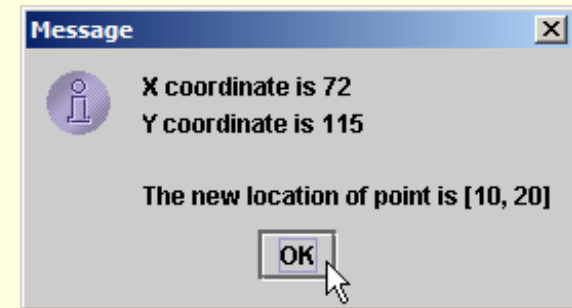 Message
X coordinate is 72
Y coordinate is 115
The new location of point is [10, 20]
OK